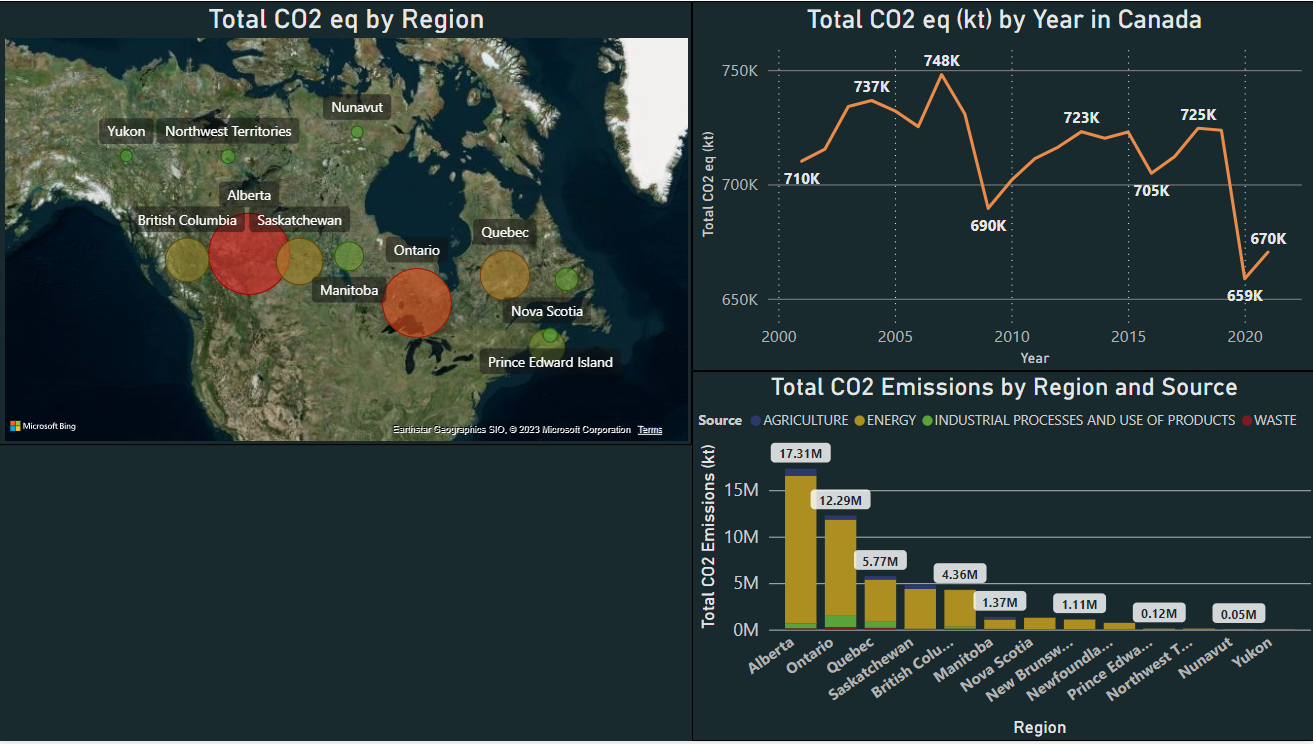 Total CO2 eq by Region
Nunavut
Yukon
Northwest Territories
Alberta
British Columbia
Saskatchewan
Quebec
Ontario
Manitoba
Nova Scotia
Prince Edward Island
Microsoft Bing
Earthstar Geographics SIO, © 2023 Microsoft Corporation Terms
Total CO2 eq (kt) by Year in Canada
Total CO2 eq (kt)
750K
700K
650K
748K
737K
723K
725K
710K
705K
690K
670K
659K
2000 2005 2010 2015 2020
Year
Total CO2 Emissions by Region and Source
Source AGRICULTURE ENERGY INDUSTRIAL PROCESSES AND USE OF PRODUCTS WASTE
Total CO2 Emissions (kt)
15M
10M
5M
0M
17.31M
12.29M
5.77M
4.36M
1.37M
1.11M
0.12M
0.05M
Alberta
Ontario
Quebec
Saskatchewan
British Colu...
Manitoba
Nova Scotia
New Brunsw...
Newfoundla...
Prince Edwa...
Northwest T...
Nunavut
Yukon
Region